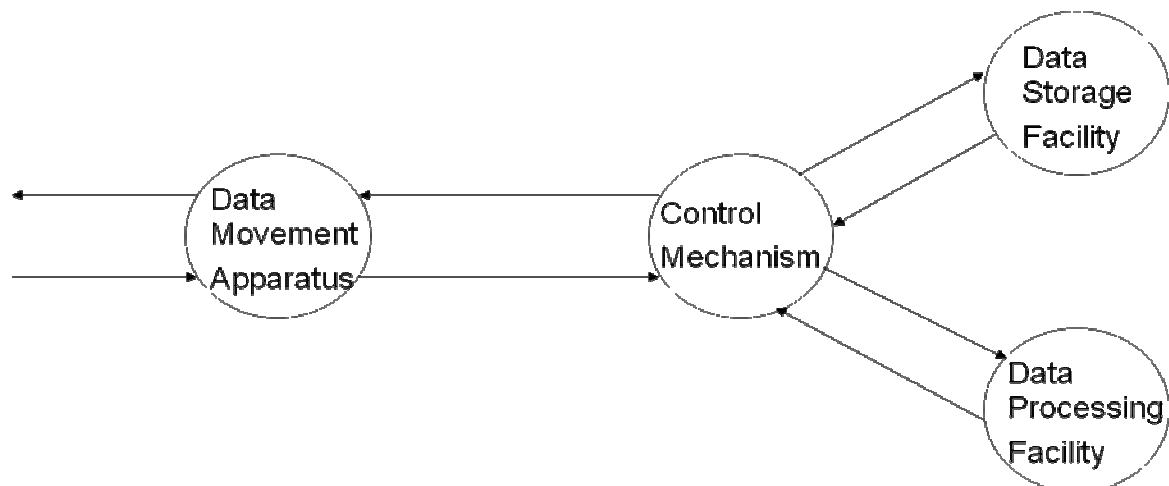 Data
Movement
Apparatus
Control
Mechanism
Data
Storage
Facility
Data
Processing
Facility